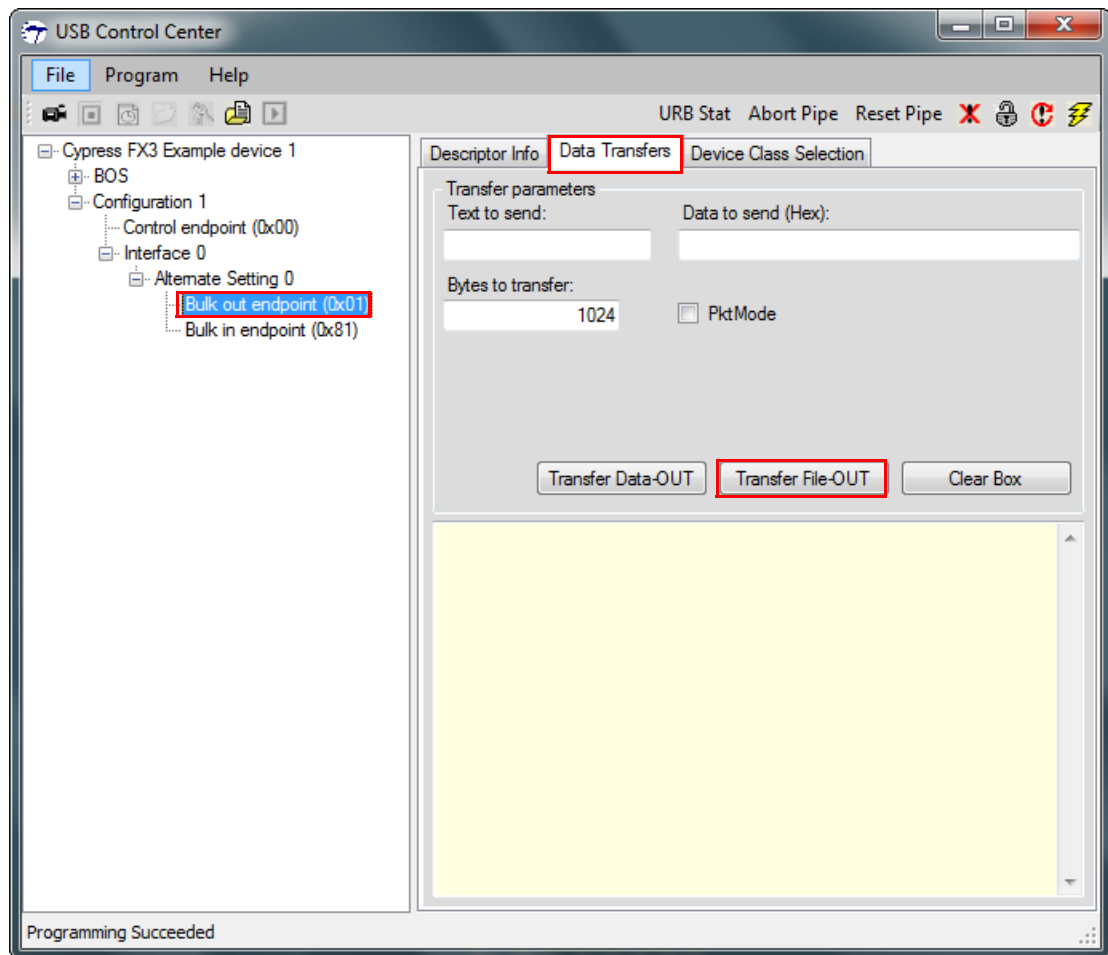 USB Control Center
File Program Help
URB Stat Abort Pipe Reset Pipe
Cypress FX3 Example device 1
BOS
Configuration 1
Control endpoint (0x00)
Interface 0
Alternate Setting 0
Bulk out endpoint (0x01)
Bulk in endpoint (0x81)
Descriptor Info Data Transfers Device Class Selection
Transfer parameters
Text to send: Data to send (Hex):
Bytes to transfer:
1024 PktMode
Transfer Data-OUT Transfer File-OUT Clear Box
Programming Succeeded